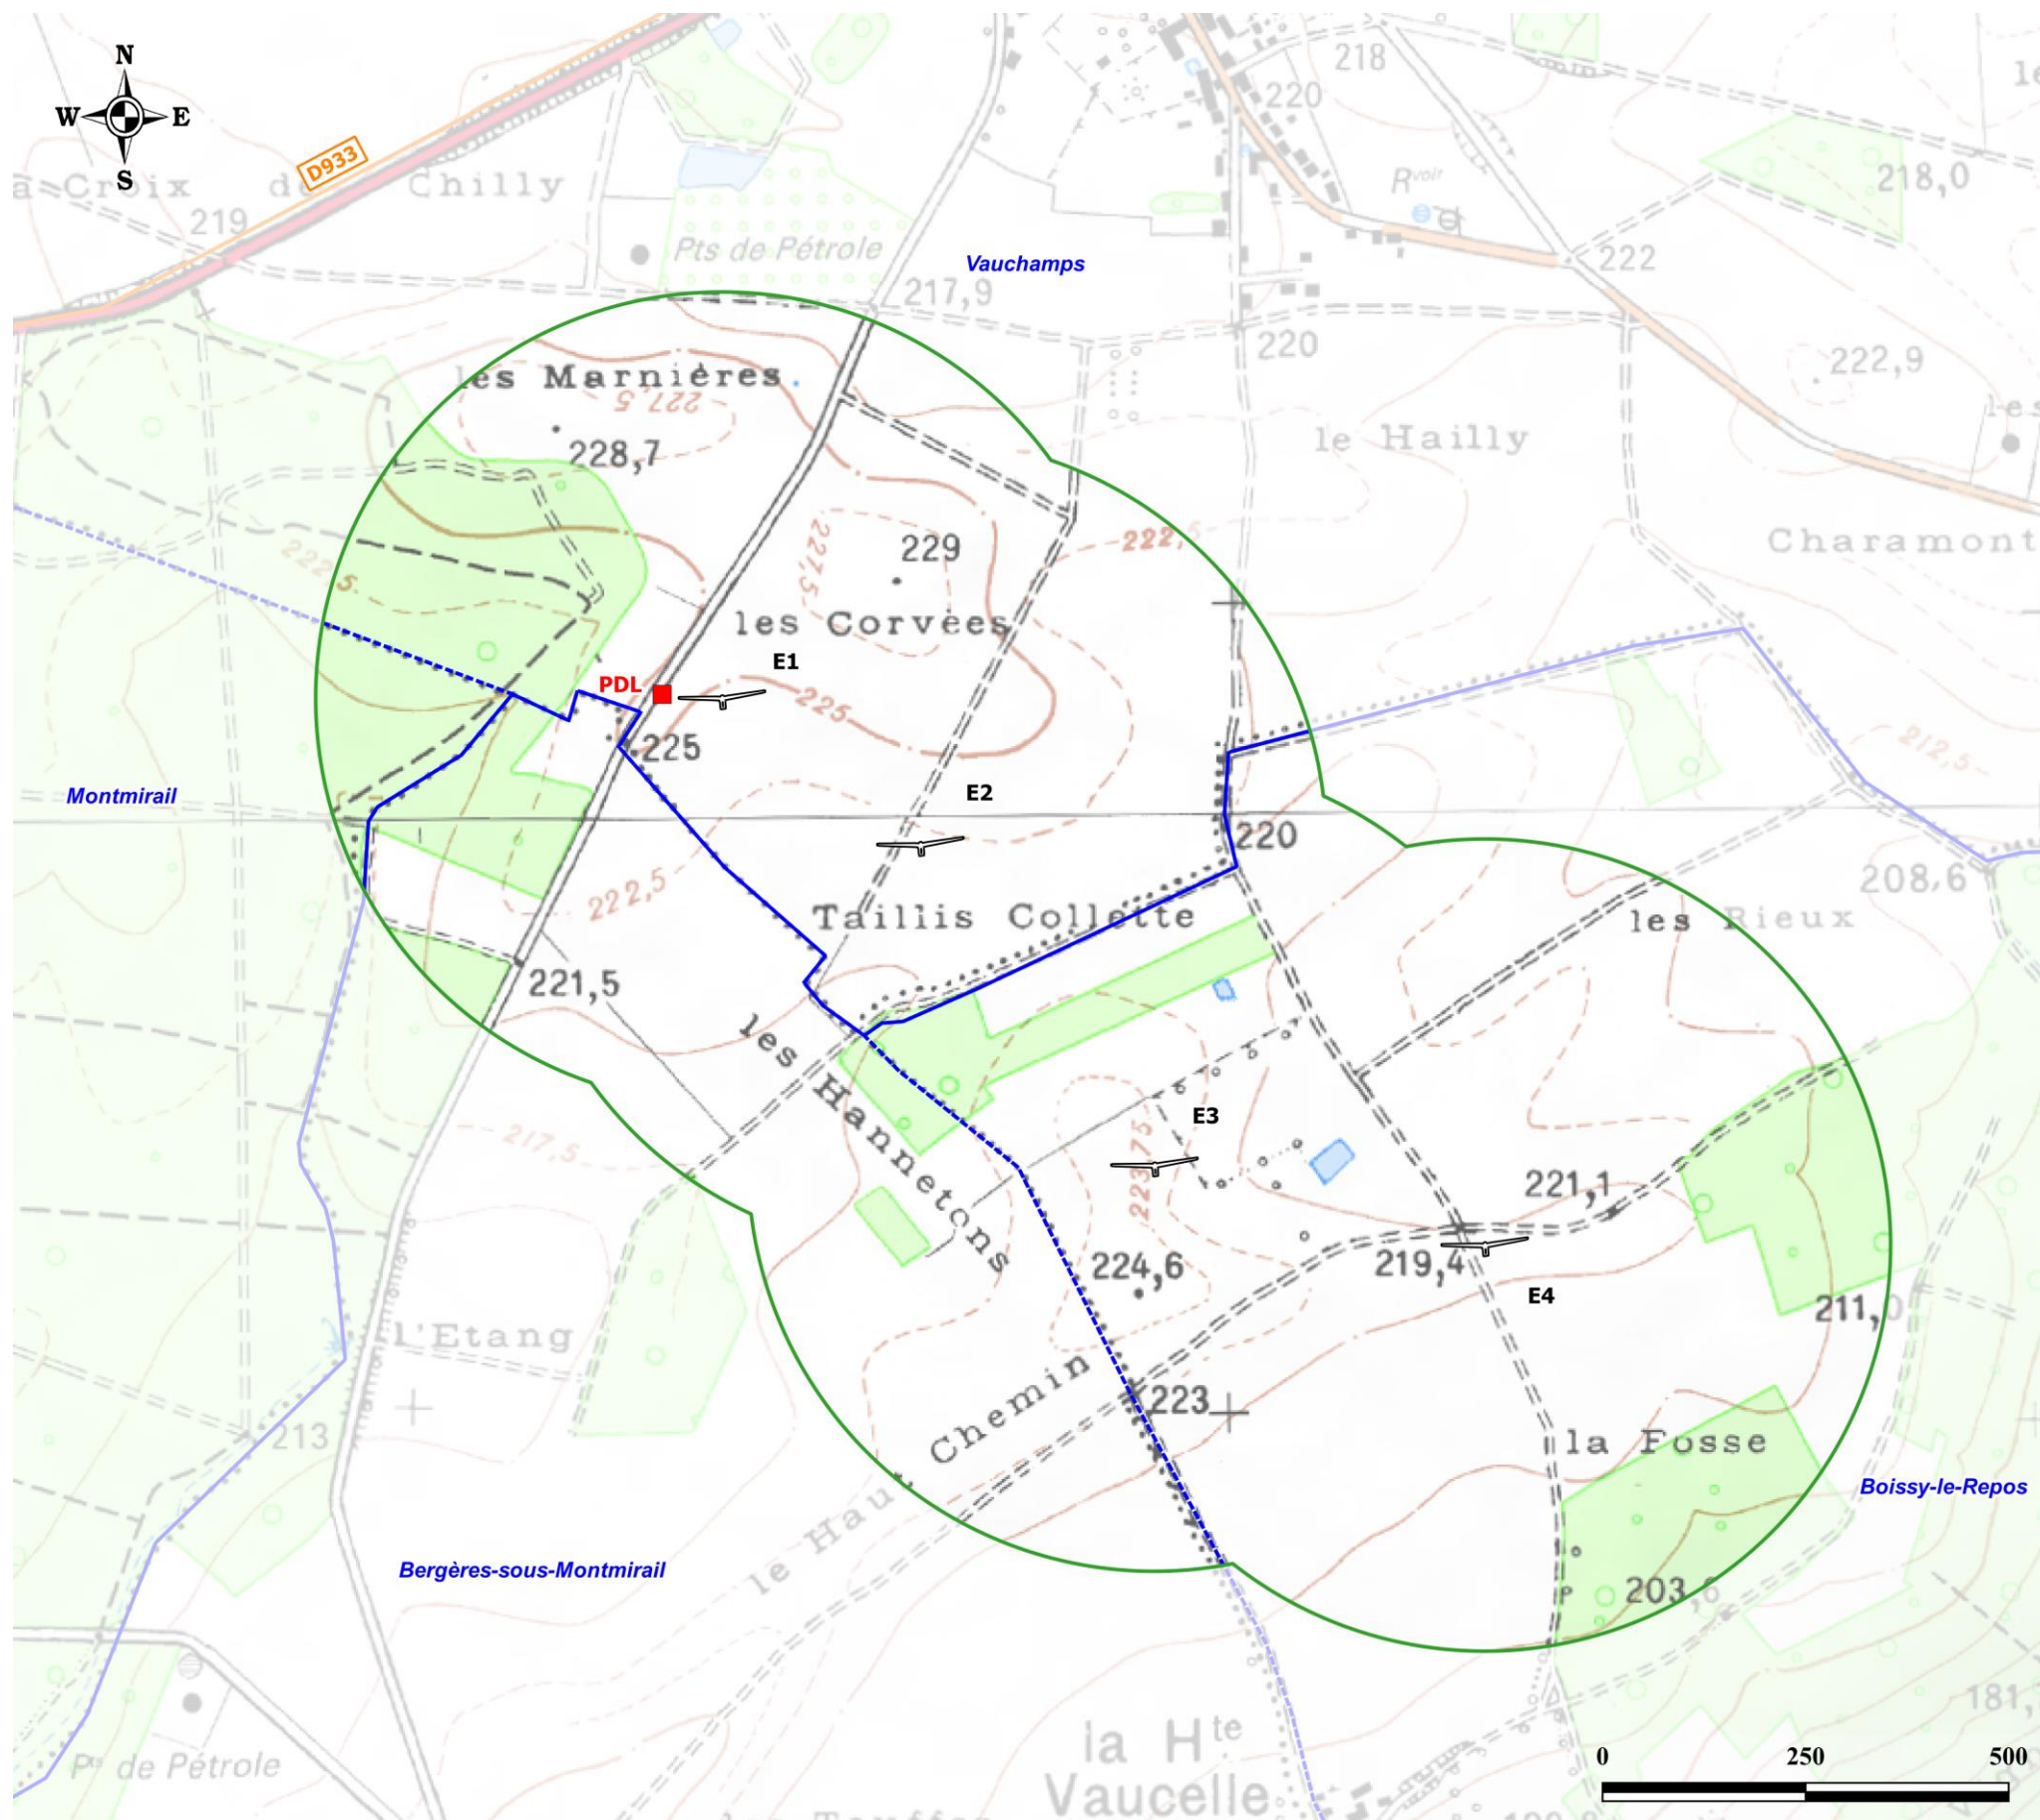 N
W E
S
D933
218
220
218,0
a Croix de Chilly
219
Pts de Pétrole
R voir
Vauchamps
222
217,9
220
222,9
les Marnières
227,5
228,7
le Hailly
222,5
229
227,5
222,5
Charamont
les Corvées
E1
PDL
225
225
212,5
Montmirail
E2
220
208,6
222,5
Taillis Collette
les Rieux
221,5
les Hannetons
217,5
E3
223,75
221,1
224,6
219,4
E4
211,0
l'Etang
Chemin
223
213
la Fosse
Boissy-le-Repos
le Hau
Bergères-sous-Montmirail
203,6
181,
la Hte
Vaucelle
Pts de Pétrole
0 250 500